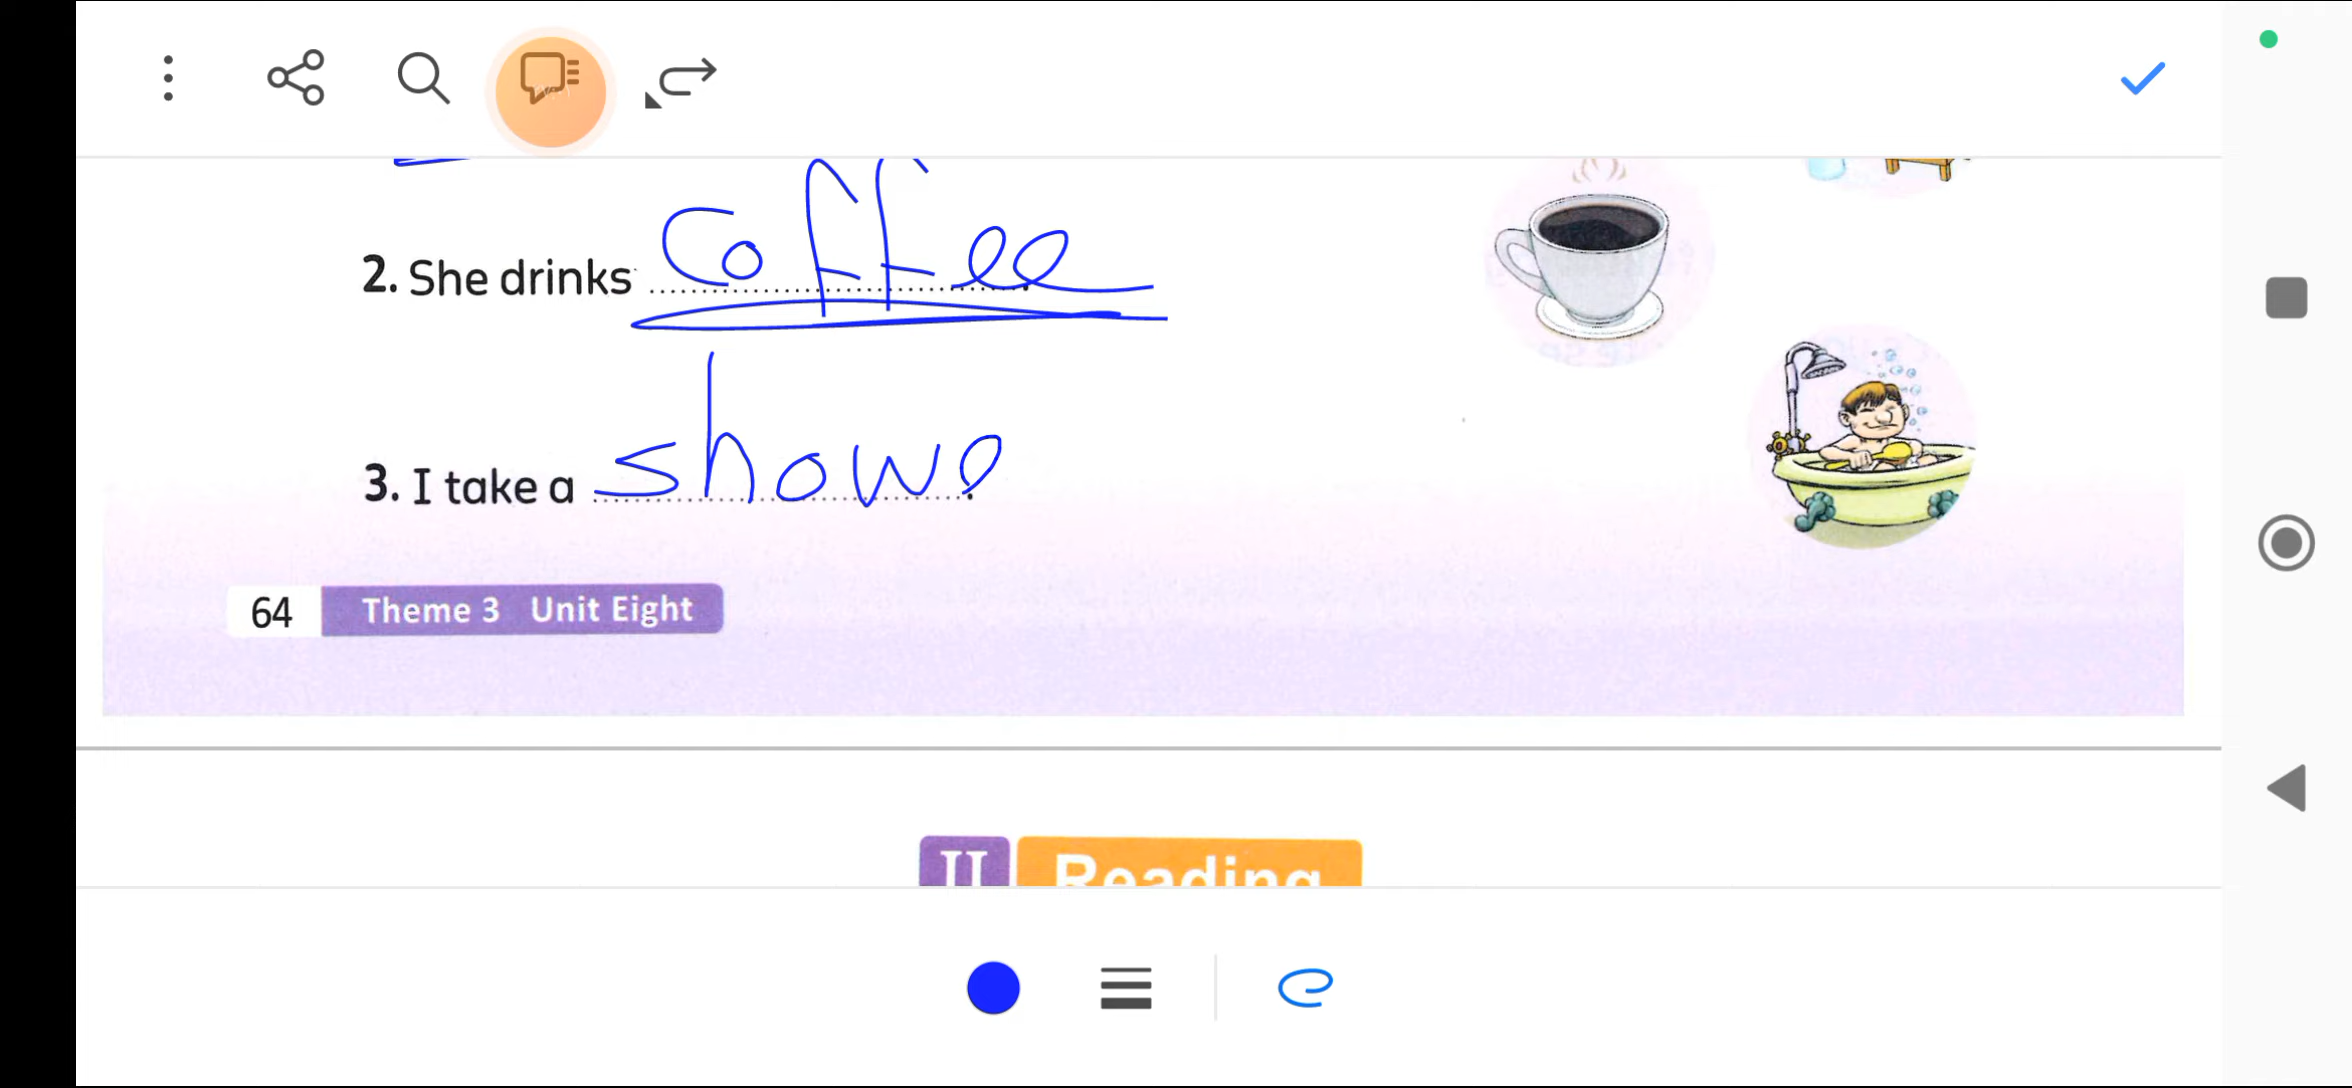 2. She drinks coffee.
3. I take a showe.
64 Theme 3 Unit Eight
II Reading